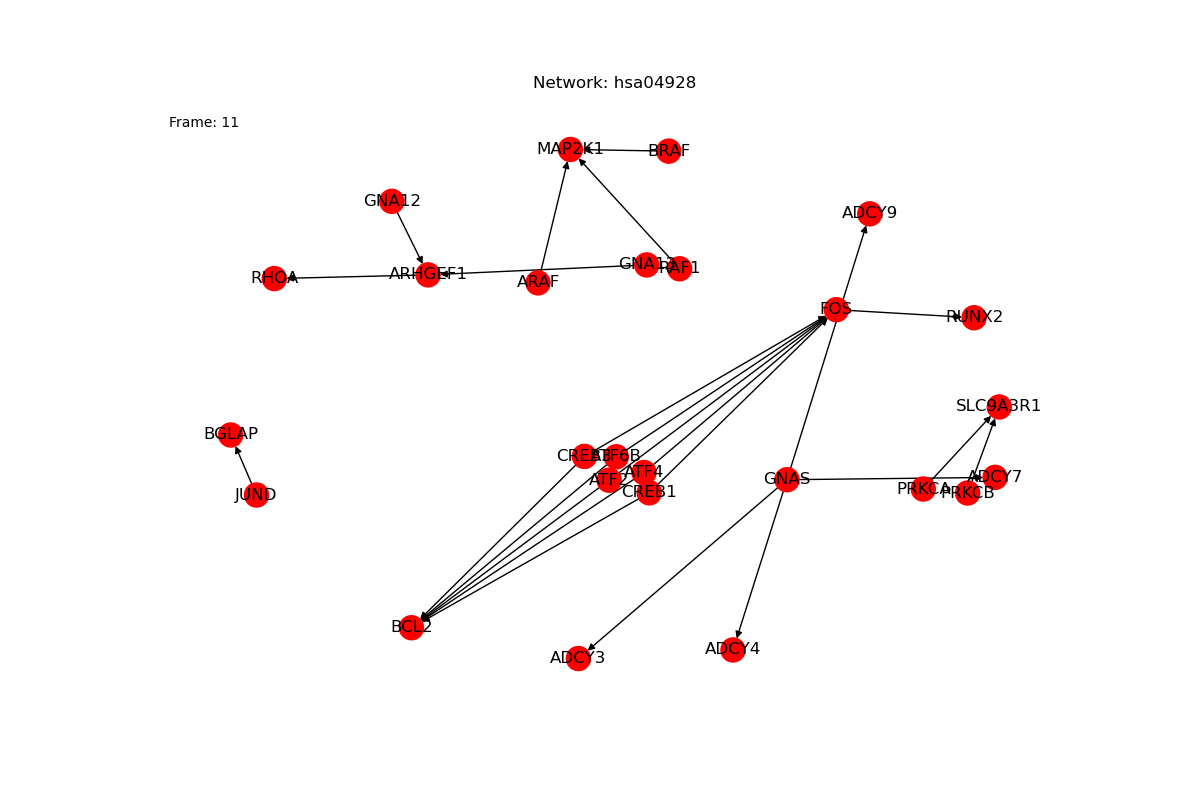 Network: hsa04928
Frame: 11
MAP2K1
BRAF
GNA12
ADCY9
RHOA
ARHGEF1
ARAF
GNA13
RAF1
FOS
RUNX2
SLC9A3R1
BGLAP
CREB3
ATF6B
ATF2
ATF4
CREB1
GNAS
ADCY7
PRKCA
PRKCB
JUND
BCL2
ADCY3
ADCY4